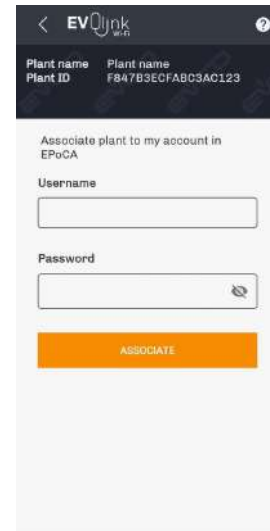 EVOlink
Wi-Fi
?
Plant name Plant name
Plant ID F847B3ECFABC3AC123
Associate plant to my account in
EPoCA
Username
Password
ASSOCIATE